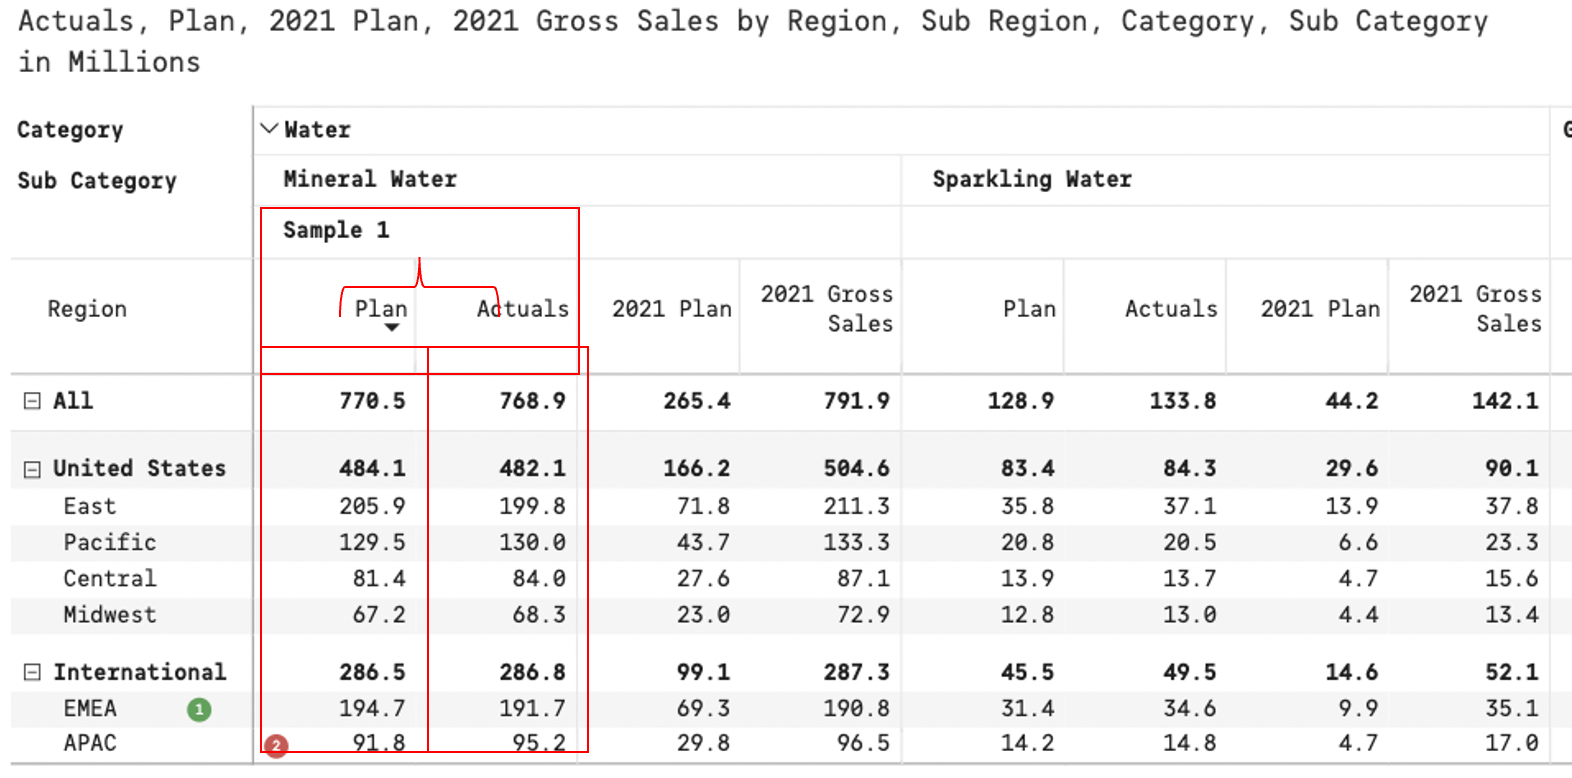 Actuals, Plan, 2021 Plan, 2021 Gross Sales by Region, Sub Region, Category, Sub Category
in Millions
Category Water
Sub Category Mineral Water Sparkling Water
Sample 1
Region Plan Actuals 2021 Plan 2021 Gross Sales Plan Actuals 2021 Plan 2021 Gross Sales
All 770.5 768.9 265.4 791.9 128.9 133.8 44.2 142.1
United States 484.1 482.1 166.2 504.6 83.4 84.3 29.6 90.1
East 205.9 199.8 71.8 211.3 35.8 37.1 13.9 37.8
Pacific 129.5 130.0 43.7 133.3 20.8 20.5 6.6 23.3
Central 81.4 84.0 27.6 87.1 13.9 13.7 4.7 15.6
Midwest 67.2 68.3 23.0 72.9 12.8 13.0 4.4 13.4
International 286.5 286.8 99.1 287.3 45.5 49.5 14.6 52.1
EMEA 1 194.7 191.7 69.3 190.8 31.4 34.6 9.9 35.1
APAC 2 91.8 95.2 29.8 96.5 14.2 14.8 4.7 17.0